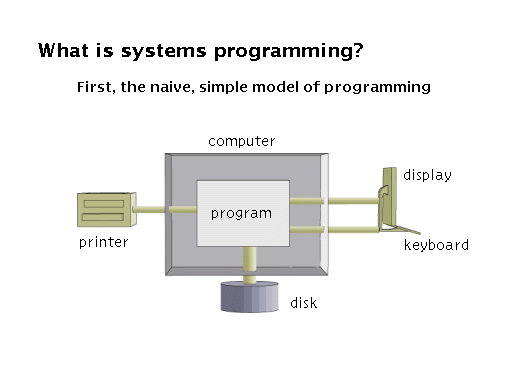 What is systems programming?
First, the naive, simple model of programming
computer
display
program
printer
keyboard
disk